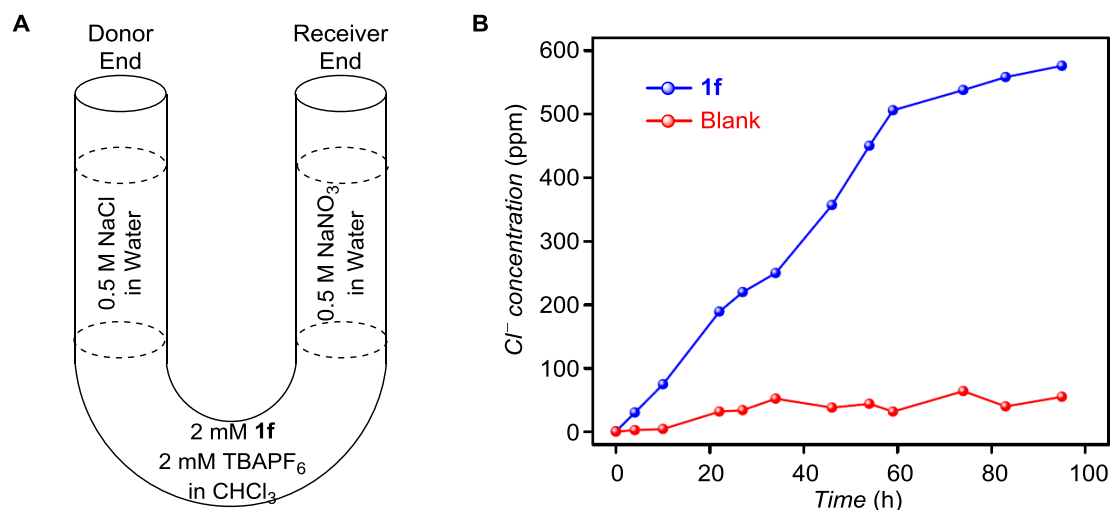 A
Donor
End
Receiver
End
0.5 M NaCl
in Water
0.5 M NaNO3
in Water
2 mM 1f
2 mM TBAPF6
in CHCl3
B
600
500
400
300
200
100
0
Cl− concentration (ppm)
1f
Blank
0
20
40
60
80
100
Time (h)